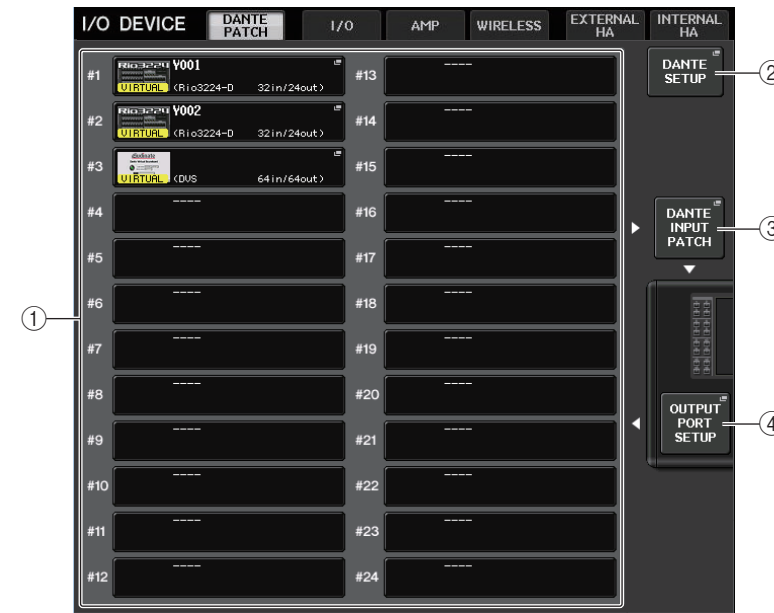 I/O DEVICE
DANTE PATCH
I/O
AMP
WIRELESS
EXTERNAL HA
INTERNAL HA
#1
Rio3224
Y001
VIRTUAL
(Rio3224-D 32in/24out)
#2
Rio3224
Y002
VIRTUAL
(Rio3224-D 32in/24out)
#3
Audinate
VIRTUAL
(DVS 64in/64out)
#4 ----
#5 ----
#6 ----
#7 ----
#8 ----
#9 ----
#10 ----
#11 ----
#12 ----
#13 ----
#14 ----
#15 ----
#16 ----
#17 ----
#18 ----
#19 ----
#20 ----
#21 ----
#22 ----
#23 ----
#24 ----
DANTE
SETUP
DANTE
INPUT
PATCH
OUTPUT
PORT
SETUP
①
②
③
④